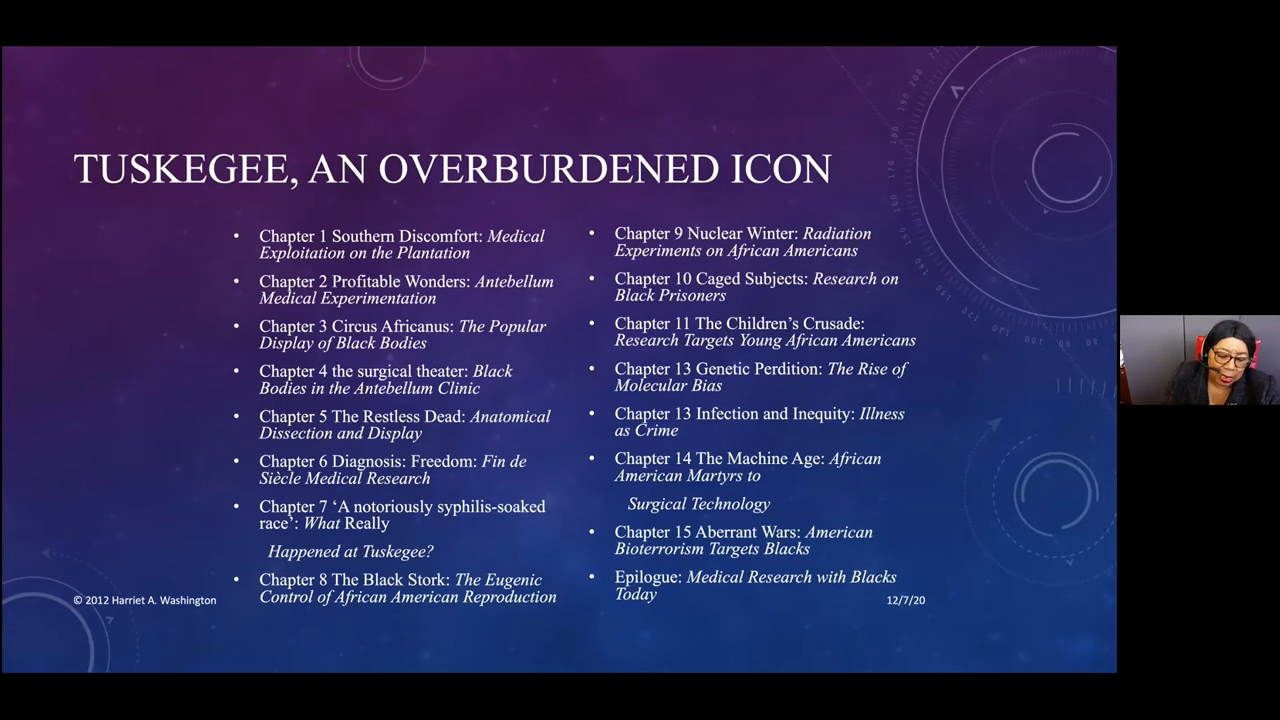 TUSKEGEE, AN OVERBURDENED ICON
• Chapter 1 Southern Discomfort: Medical
Exploitation on the Plantation
• Chapter 2 Profitable Wonders: Antebellum
Medical Experimentation
• Chapter 3 Circus Africanus: The Popular
Display of Black Bodies
• Chapter 4 the surgical theater: Black
Bodies in the Antebellum Clinic
• Chapter 5 The Restless Dead: Anatomical
Dissection and Display
• Chapter 6 Diagnosis: Freedom: Fin de
Siècle Medical Research
• Chapter 7 ‘A notoriously syphilis-soaked
race’: What Really
Happened at Tuskegee?
• Chapter 8 The Black Stork: The Eugenic
Control of African American Reproduction
• Chapter 9 Nuclear Winter: Radiation
Experiments on African Americans
• Chapter 10 Caged Subjects: Research on
Black Prisoners
• Chapter 11 The Children’s Crusade:
Research Targets Young African Americans
• Chapter 13 Genetic Perdition: The Rise of
Molecular Bias
• Chapter 13 Infection and Inequity: Illness
as Crime
• Chapter 14 The Machine Age: African
American Martyrs to
Surgical Technology
• Chapter 15 Aberrant Wars: American
Bioterrorism Targets Blacks
• Epilogue: Medical Research with Blacks
Today
© 2012 Harriet A. Washington
12/7/20